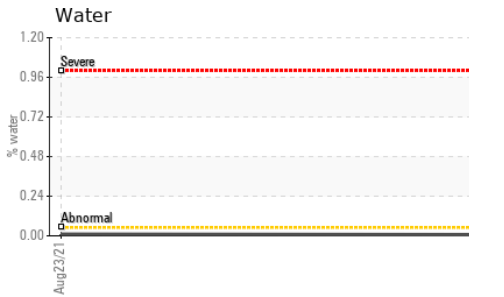 Water
1.20
Severe
0.96
0.72
% water
0.48
0.24
Abnormal
0.00
Aug23/21